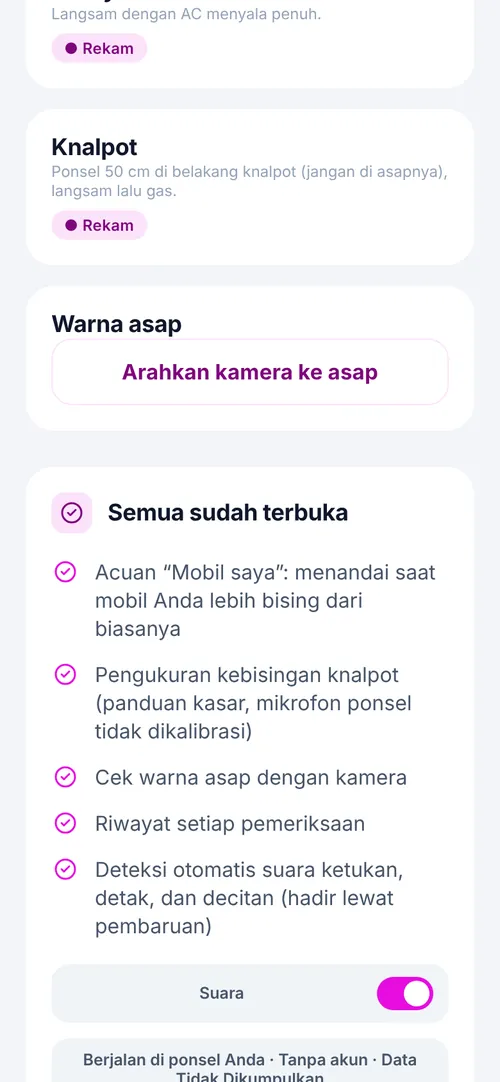 Langsam dengan AC menyala penuh.
Rekam
Knalpot
Ponsel 50 cm di belakang knalpot (jangan di asapnya),
langsam lalu gas.
Rekam
Warna asap
Arahkan kamera ke asap
Semua sudah terbuka
Acuan “Mobil saya”: menandai saat
mobil Anda lebih bising dari
biasanya
Pengukuran kebisingan knalpot
(panduan kasar, mikrofon ponsel
tidak dikalibrasi)
Cek warna asap dengan kamera
Riwayat setiap pemeriksaan
Deteksi otomatis suara ketukan,
detak, dan decitan (hadir lewat
pembaruan)
Suara
Berjalan di ponsel Anda · Tanpa akun · Data
Tidak Dikumpulkan